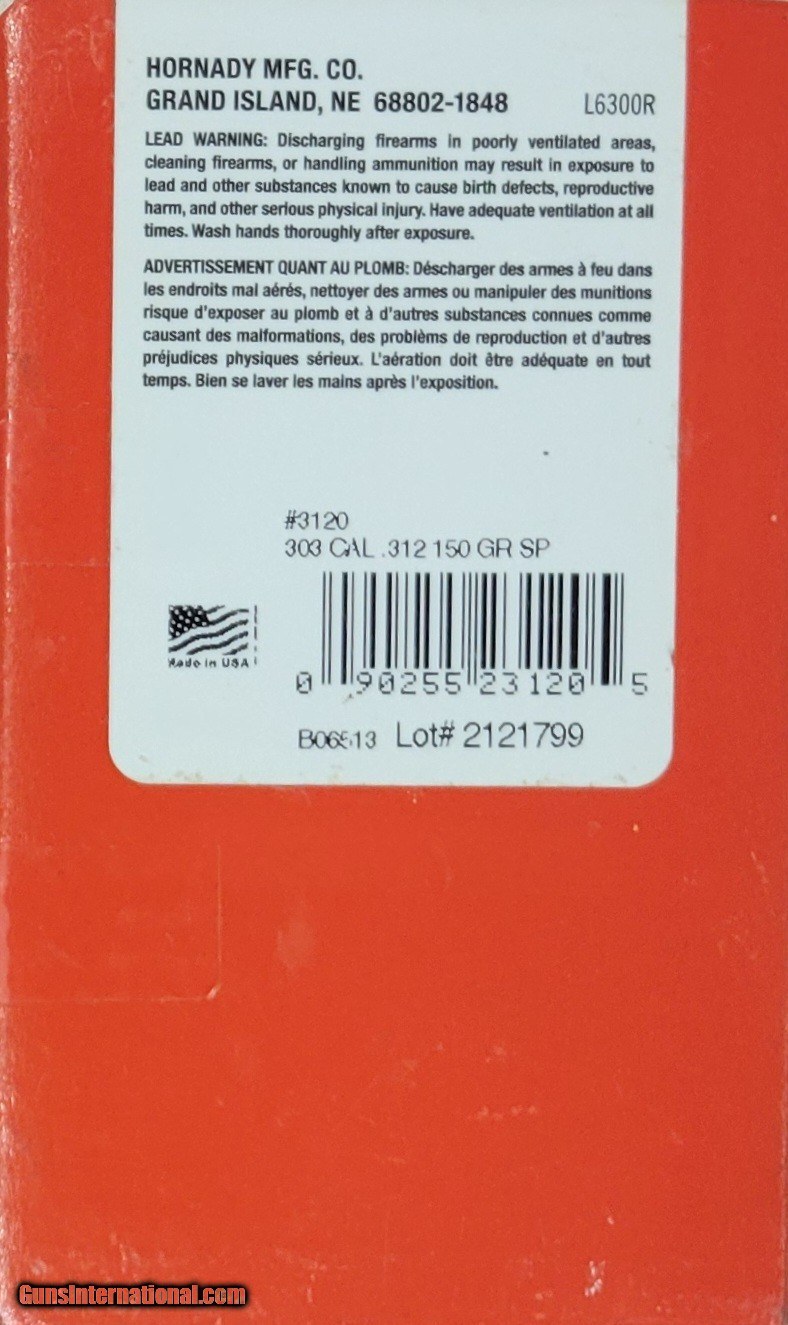 HORNADY MFG. CO.
GRAND ISLAND, NE 68802-1848 L6300R
LEAD WARNING: Discharging firearms in poorly ventilated areas,
cleaning firearms, or handling ammunition may result in exposure to
lead and other substances known to cause birth defects, reproductive
harm, and other serious physical injury. Have adequate ventilation at all
times. Wash hands thoroughly after exposure.
ADVERTISSEMENT QUANT AU PLOMB: Déscharger des armes à feu dans
les endroits mal aérés, nettoyer des armes ou manipuler des munitions
risque d'exposer au plomb et à d'autres substances connues comme
causant des malformations, des problèms de reproduction et d'autres
préjudices physiques sérieux. L'aération doit être adéquate en tout
temps. Bien se laver les mains après l'exposition.
#3120
303 CAL .312 150 GR SP
Made in USA
0 90255 23120 5
Lot# 2121799
GunsInternational.com